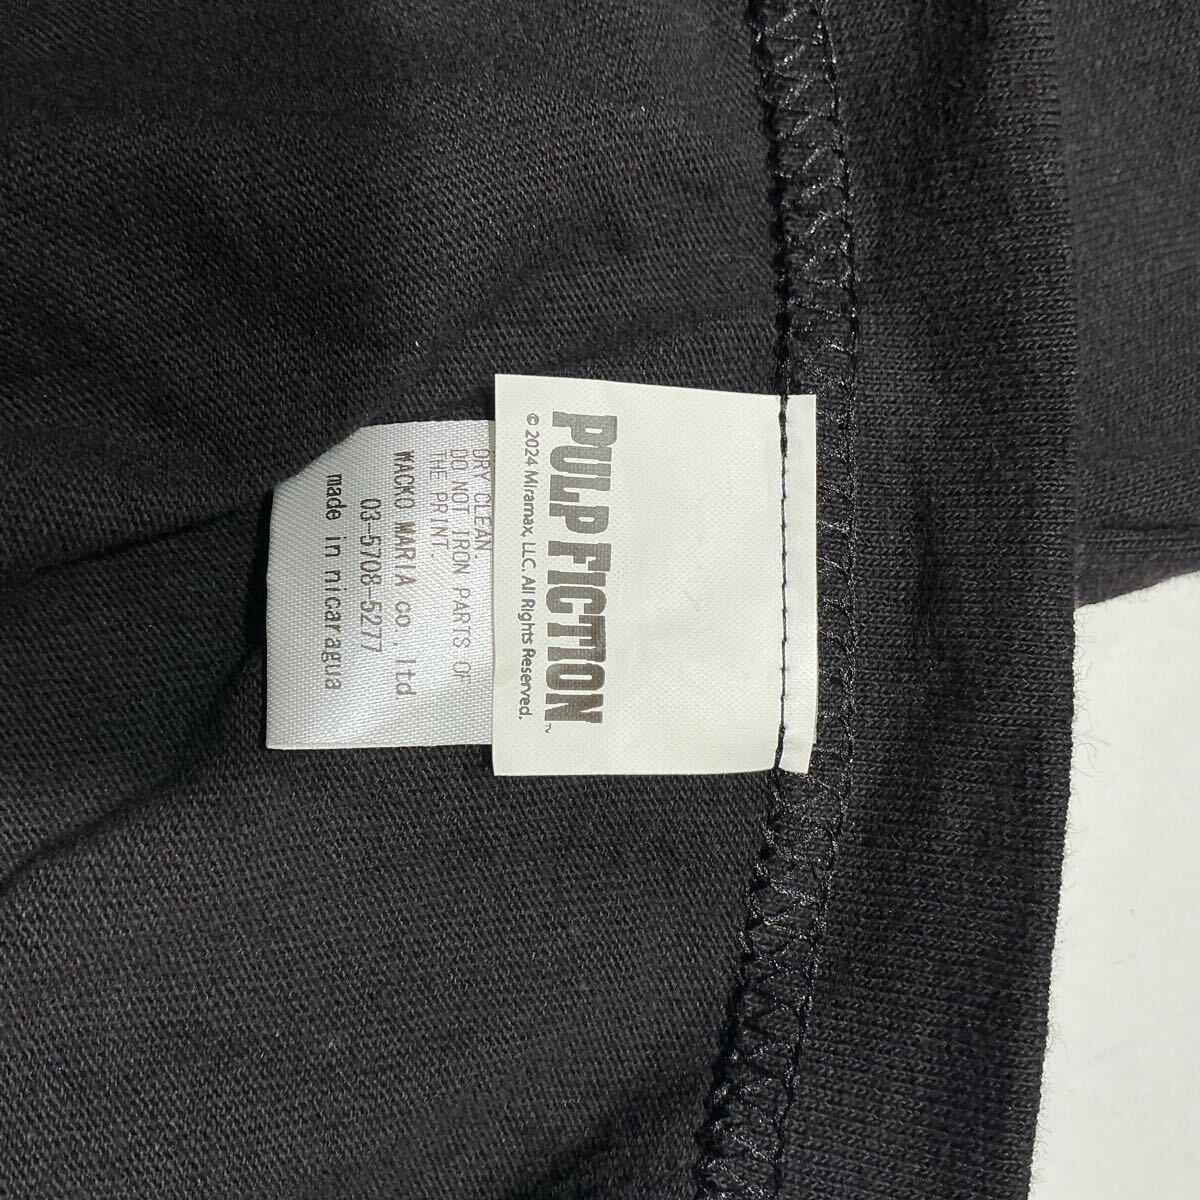 PULP FICTION™
© 2024 Miramax, LLC. All Rights Reserved.
DRY CLEAN
DO NOT IRON PARTS OF
THE PRINT.
WACKO MARIA co., ltd
03-5708-5277
made in nicaragua